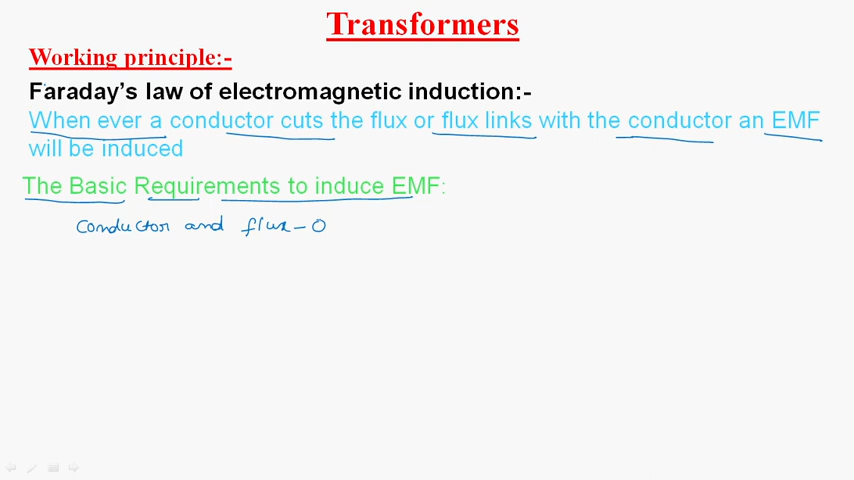 Transformers
Working principle:-
Faraday's law of electromagnetic induction:-
When ever a conductor cuts the flux or flux links with the conductor an EMF
will be induced
The Basic Requirements to induce EMF:
Conductor and flux - 0